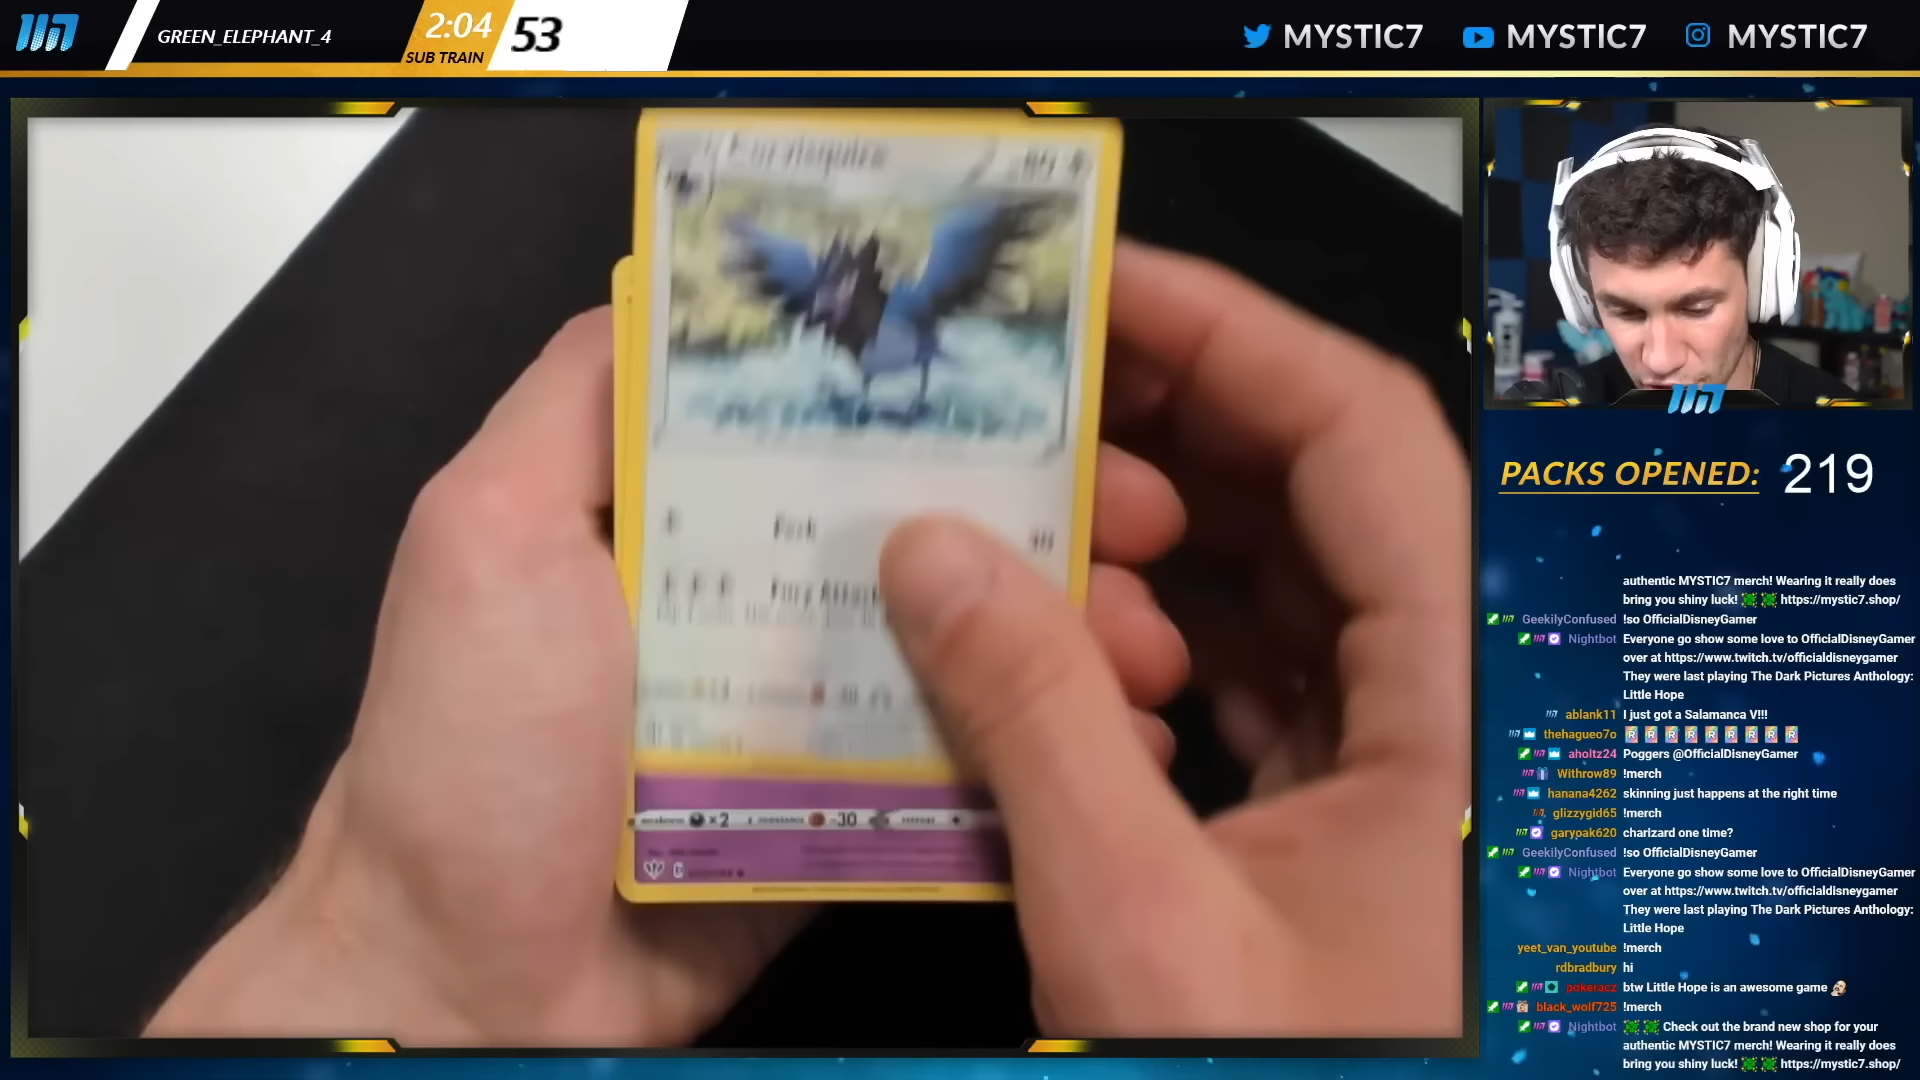 GREEN_ELEPHANT_4
2:04
SUB TRAIN
53
MYSTIC7
MYSTIC7
MYSTIC7
Peck
Fury Attack
×2
-30
PACKS OPENED: 219
authentic MYSTIC7 merch! Wearing it really does
bring you shiny luck! https://mystic7.shop/
GeekilyConfused !so OfficialDisneyGamer
Nightbot Everyone go show some love to OfficialDisneyGamer
over at https://www.twitch.tv/officialdisneygamer
They were last playing The Dark Pictures Anthology:
Little Hope
ablank11 I just got a Salamanca V!!!
thehagueo7o R R R R R R R R R
aholtz24 Poggers @OfficialDisneyGamer
Withrow89 !merch
hanana4262 skinning just happens at the right time
glizzygid65 !merch
garyoak620 charizard one time?
GeekilyConfused !so OfficialDisneyGamer
Nightbot Everyone go show some love to OfficialDisneyGamer
over at https://www.twitch.tv/officialdisneygamer
They were last playing The Dark Pictures Anthology:
Little Hope
yeet_van_youtube !merch
rdbradbury hi
pokeracz btw Little Hope is an awesome game
black_wolf725 !merch
Nightbot Check out the brand new shop for your
authentic MYSTIC7 merch! Wearing it really does
bring you shiny luck! https://mystic7.shop/